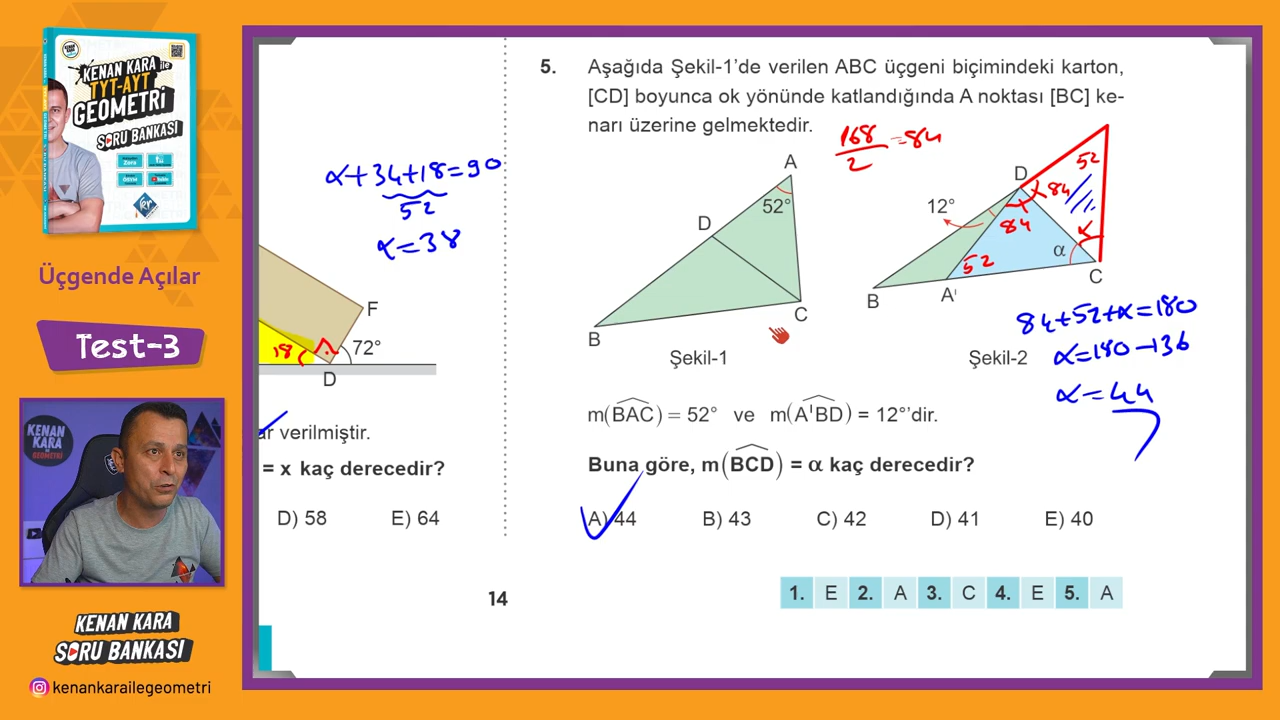 KENAN KARA ile
TYT-AYT
GEOMETRİ
SORU BANKASI
Üçgende Açılar
Test-3
KENAN KARA
KENAN KARA
SORU BANKASI
kenankarailegeometri
α+34+18=90
52
α=38
F
18
72°
D
ar verilmiştir.
= x kaç derecedir?
D) 58 E) 64
14
5. Aşağıda Şekil-1'de verilen ABC üçgeni biçimindeki karton,
[CD] boyunca ok yönünde katlandığında A noktası [BC] ke-
narı üzerine gelmektedir.
168/2=84
A
52°
D
B
C
Şekil-1
D
12°
52
84
84
α
52
α
B
A'
C
Şekil-2
84+52+α=180
α=180-136
α=44
m(BAC) = 52° ve m(A'BD) = 12°'dir.
Buna göre, m(BCD) = α kaç derecedir?
A) 44 B) 43 C) 42 D) 41 E) 40
1. E 2. A 3. C 4. E 5. A